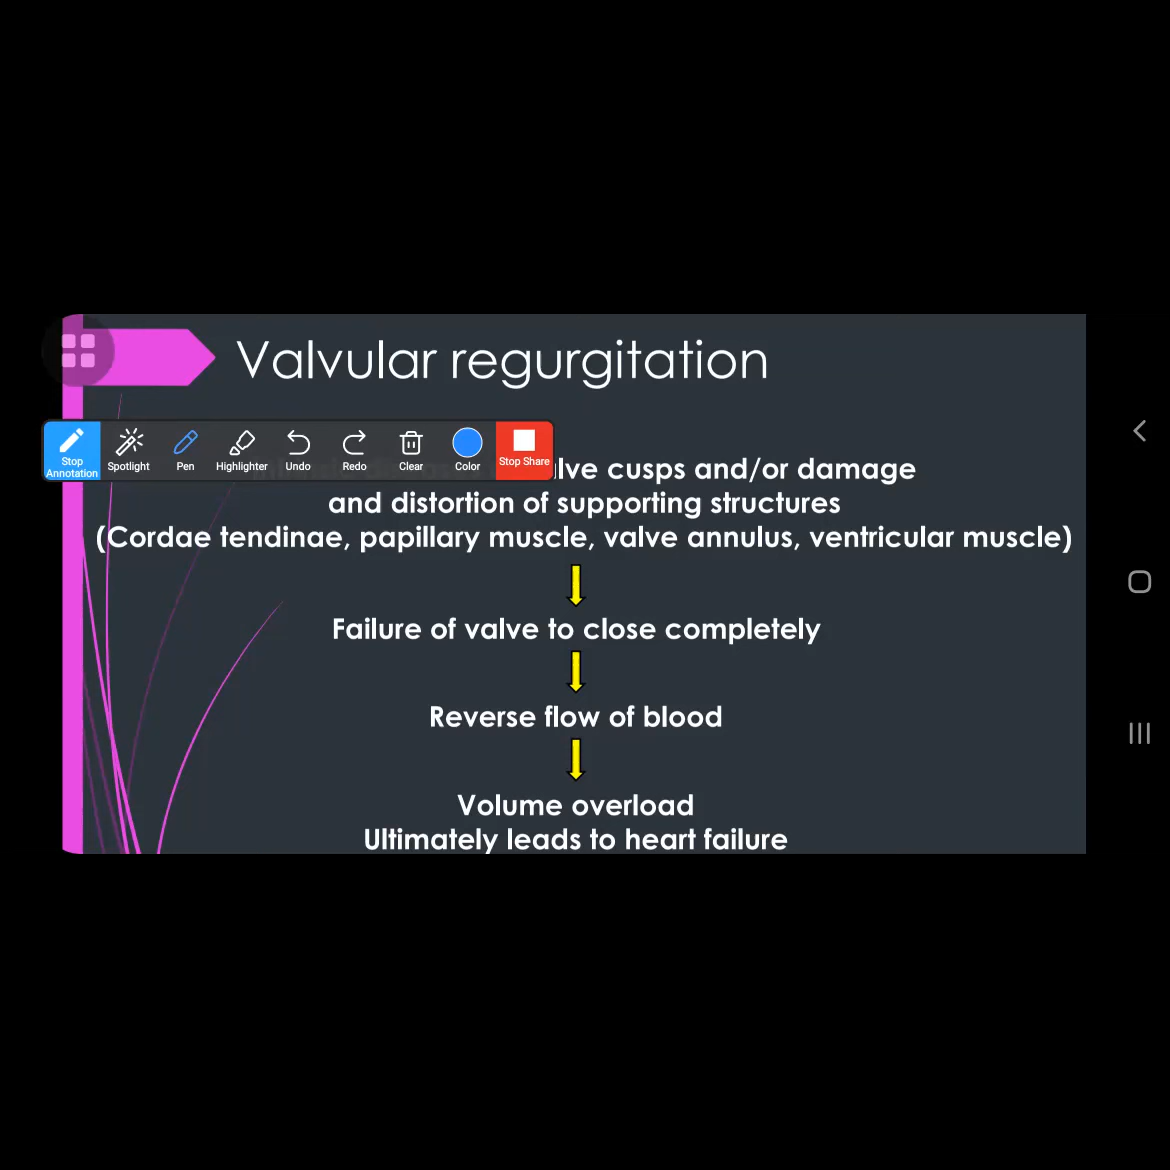 Valvular regurgitation
Stop
Annotation
Spotlight
Pen
Highlighter
Undo
Redo
Clear
Color
Stop Share
cusps and/or damage
and distortion of supporting structures
(Cordae tendinae, papillary muscle, valve annulus, ventricular muscle)
Failure of valve to close completely
Reverse flow of blood
Volume overload
Ultimately leads to heart failure